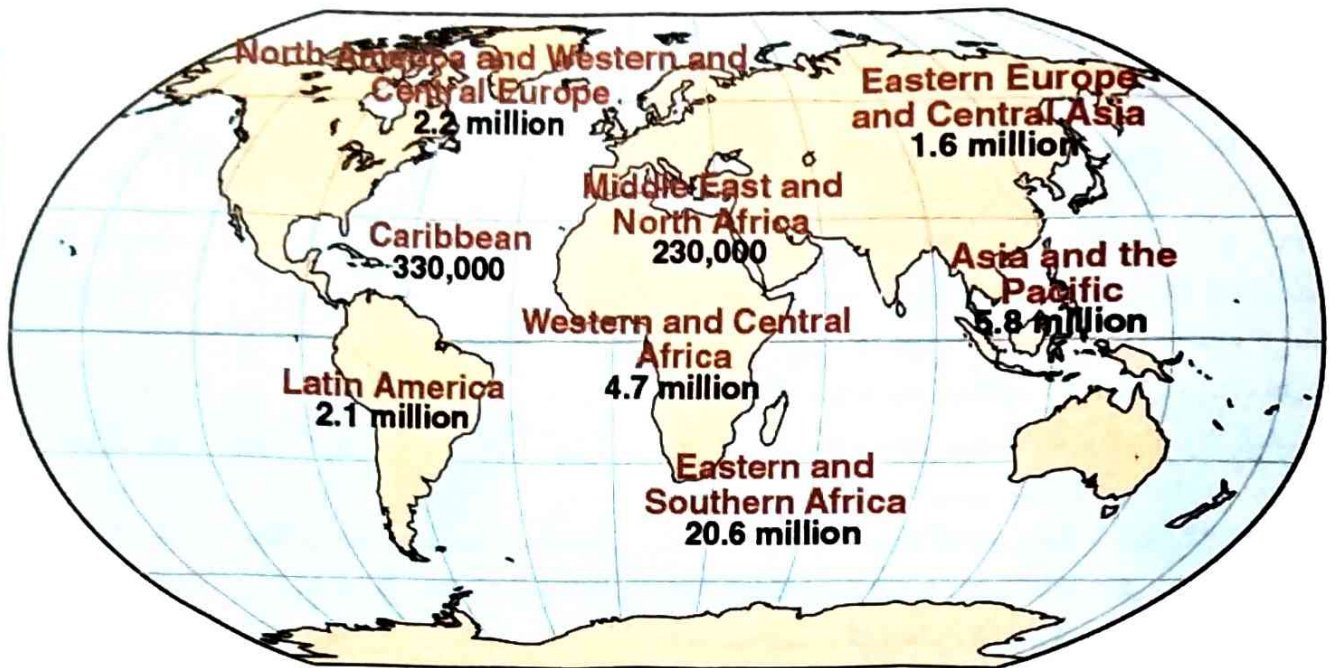 North America and Western and
Central Europe
2.2 million
Eastern Europe
and Central Asia
1.6 million
Middle East and
North Africa
230,000
Caribbean
330,000
Asia and the
Pacific
5.8 million
Western and Central
Africa
4.7 million
Latin America
2.1 million
Eastern and
Southern Africa
20.6 million